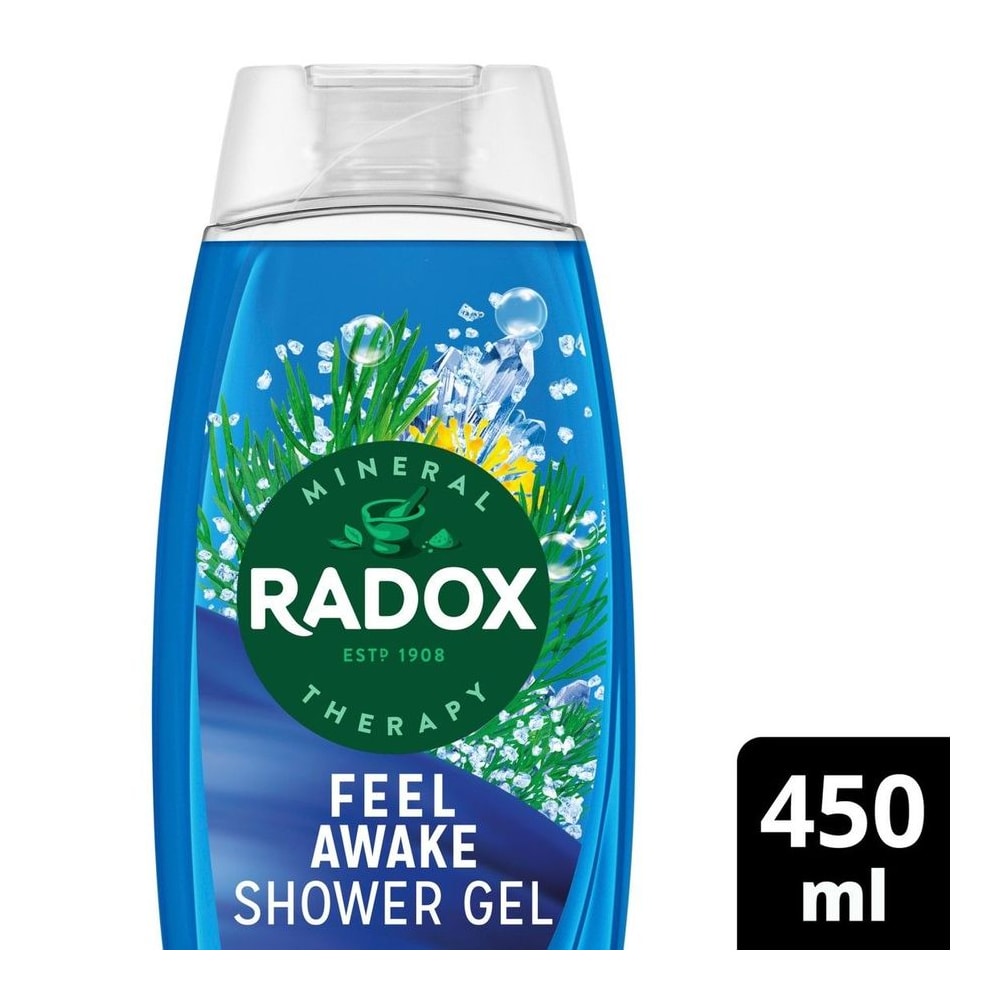 MINERAL
RADOX
ESTD 1908
THERAPY
FEEL
AWAKE
SHOWER GEL
450
ml